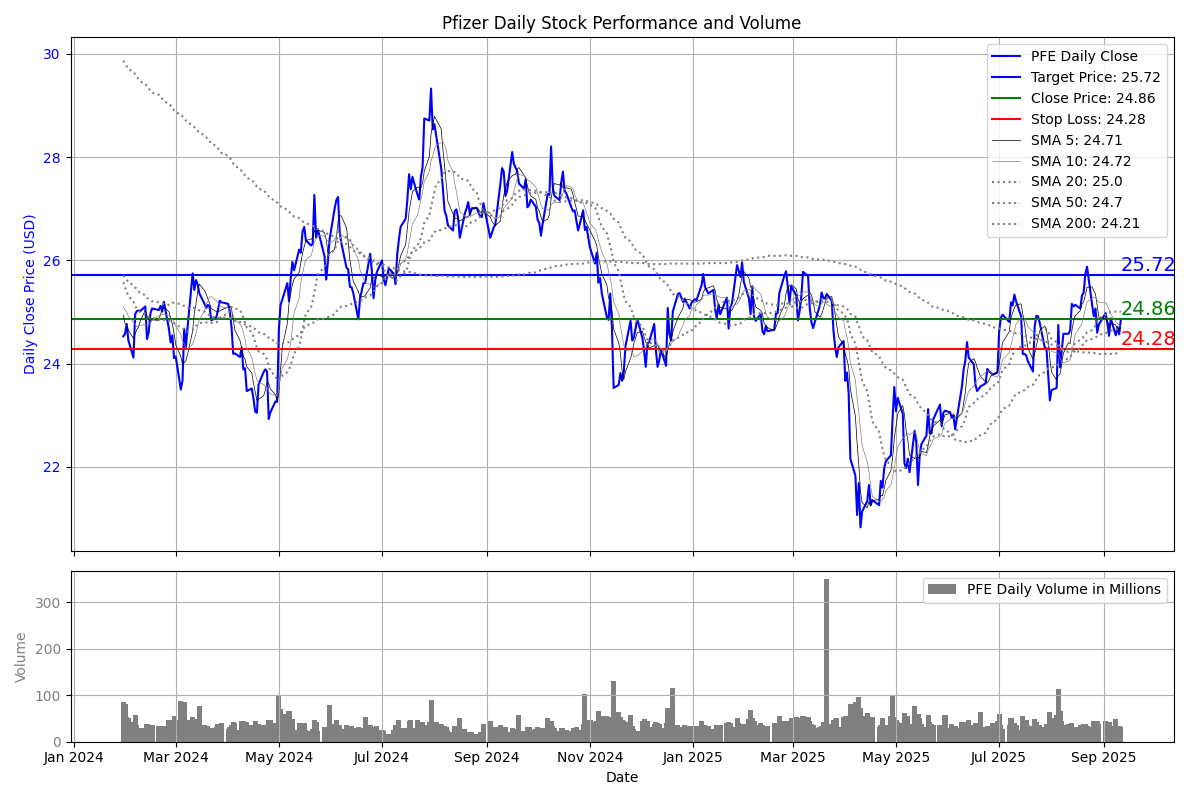 Pfizer Daily Stock Performance and Volume
Daily Close Price (USD)
30
28
26
24
22
PFE Daily Close
Target Price: 25.72
Close Price: 24.86
Stop Loss: 24.28
SMA 5: 24.71
SMA 10: 24.72
SMA 20: 25.0
SMA 50: 24.7
SMA 200: 24.21
25.72
24.86
24.28
Volume
300
200
100
0
PFE Daily Volume in Millions
Jan 2024 Mar 2024 May 2024 Jul 2024 Sep 2024 Nov 2024 Jan 2025 Mar 2025 May 2025 Jul 2025 Sep 2025
Date